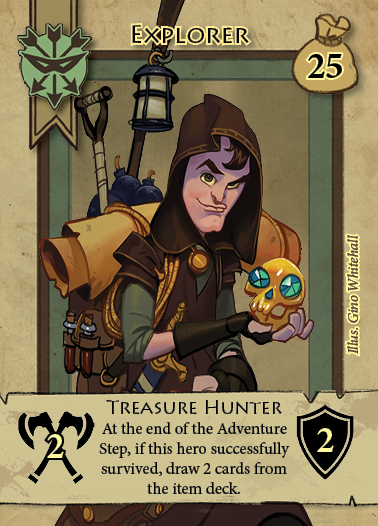 Explorer
25
Illus. Gino Whitehall
Treasure Hunter
At the end of the Adventure
Step, if this hero successfully
survived, draw 2 cards from
the item deck.
2
2